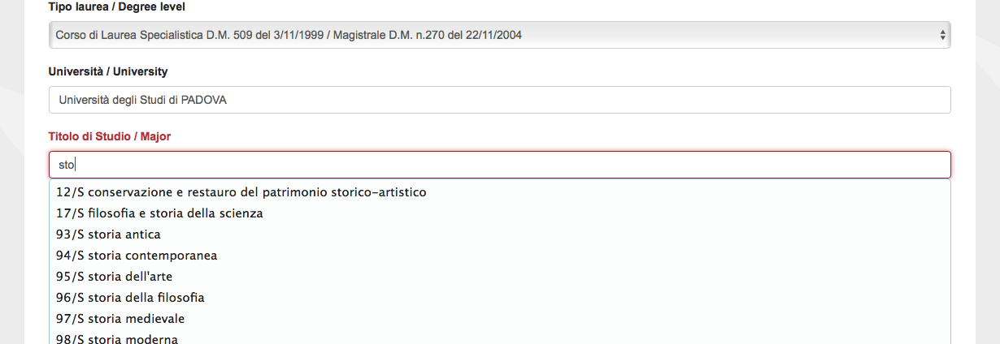 Tipo laurea / Degree level
Corso di Laurea Specialistica D.M. 509 del 3/11/1999 / Magistrale D.M. n.270 del 22/11/2004
Università / University
Università degli Studi di PADOVA
Titolo di Studio / Major
sto
12/S conservazione e restauro del patrimonio storico-artistico
17/S filosofia e storia della scienza
93/S storia antica
94/S storia contemporanea
95/S storia dell'arte
96/S storia della filosofia
97/S storia medievale
98/S storia moderna